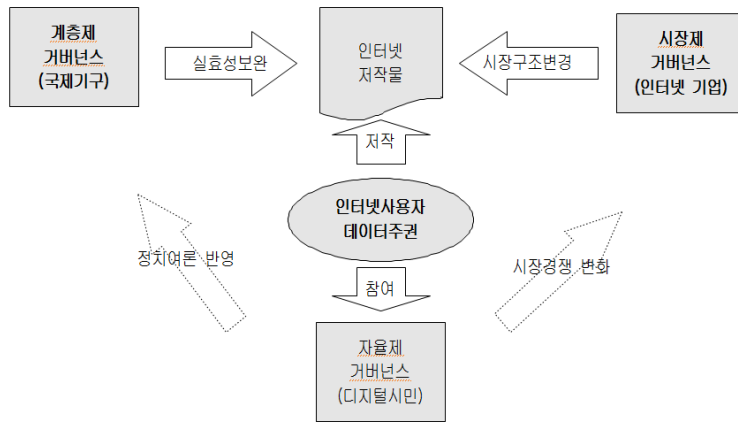 계층제
거버넌스
(국제기구)
실효성보완
인터넷
저작물
시장구조변경
시장제
거버넌스
(인터넷 기업)
저작
인터넷사용자
데이터주권
정치여론 반영
시장경쟁 변화
참여
자율제
거버넌스
(디지털시민)